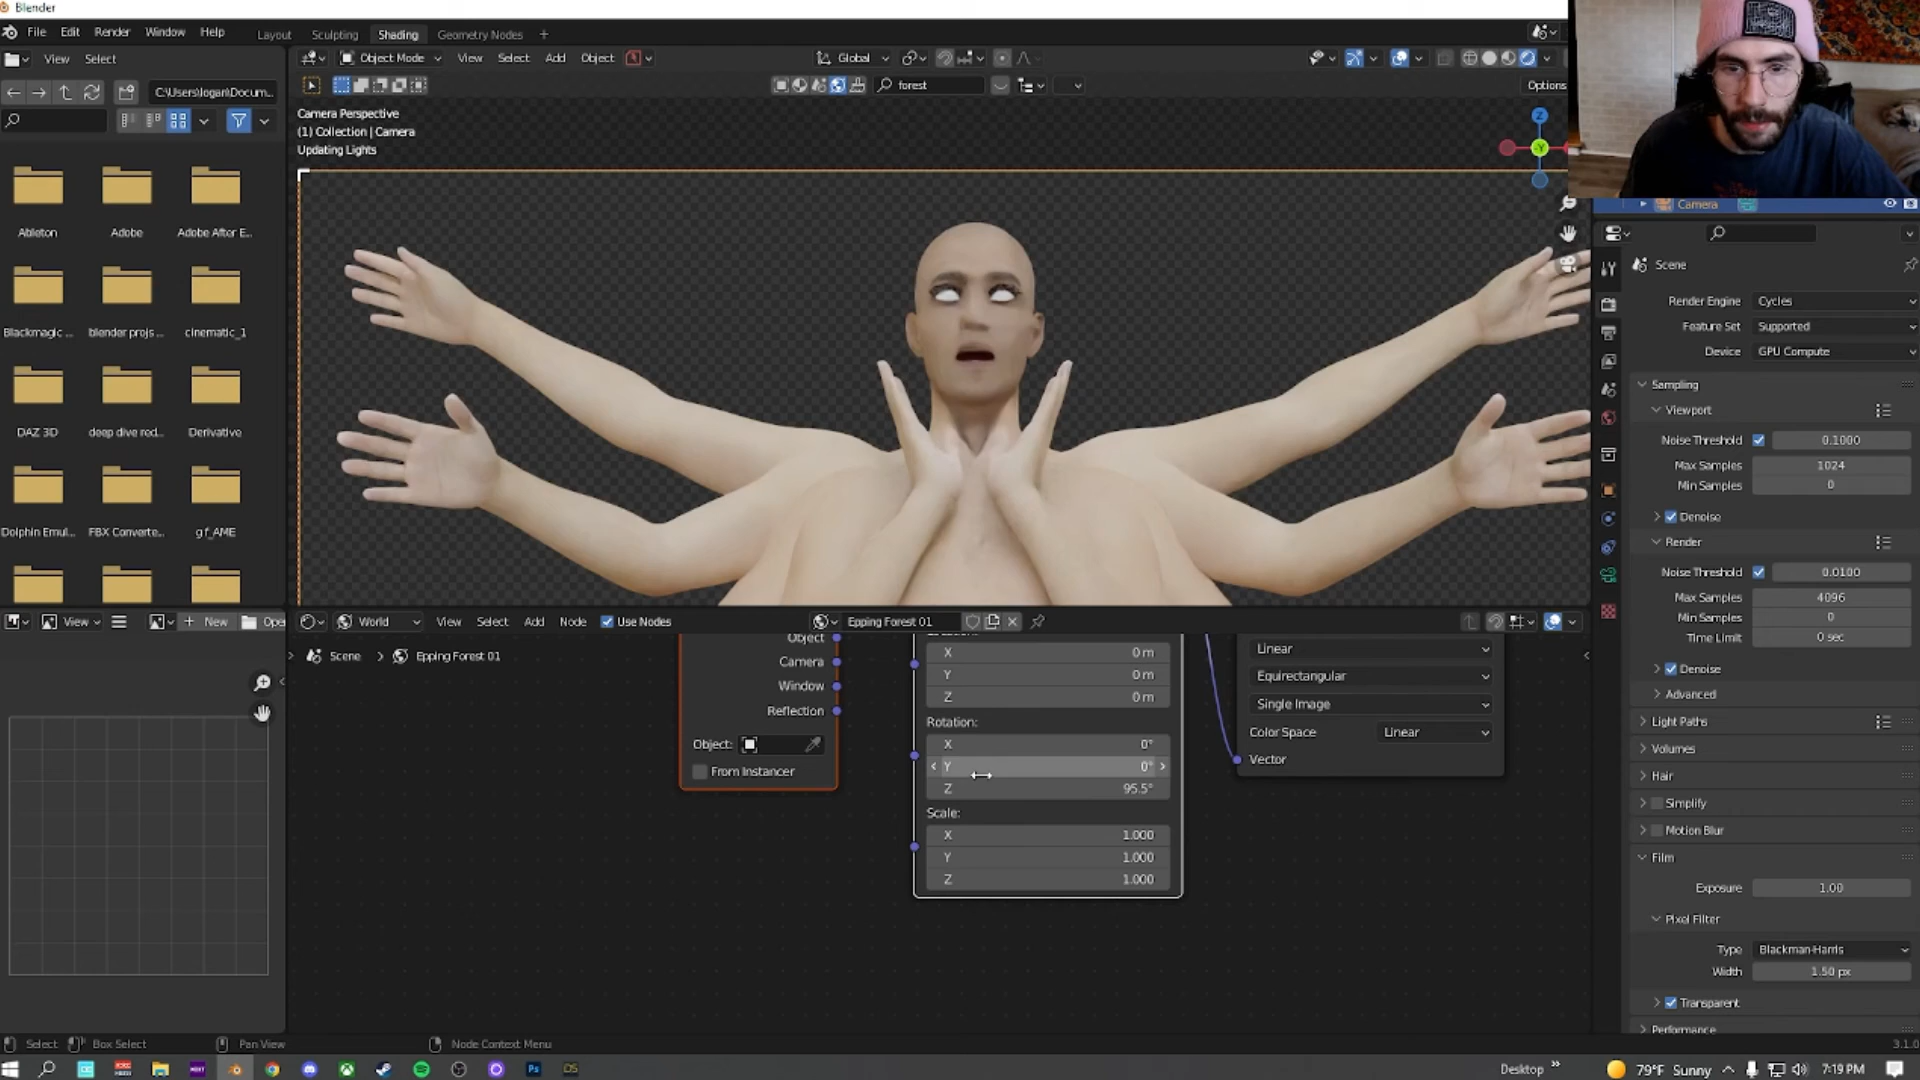 Blender
File Edit Render Window Help
Layout Sculpting Shading Geometry Nodes +
View Select
Object Mode View Select Add Object Global
C:\Users\logan\Docum...
forest
Options
Camera Perspective
(1) Collection | Camera
Updating Lights
Z
-Y
Ableton Adobe Adobe After E...
Blackmagic ... blender projs ... cinematic_1
DAZ 3D deep dive red... Derivative
Dolphin Emul... FBX Converte... gf_AME
Camera
Scene
Render Engine Cycles
Feature Set Supported
Device GPU Compute
Sampling
Viewport
Noise Threshold 0.1000
Max Samples 1024
Min Samples 0
Denoise
Render
Noise Threshold 0.0100
Max Samples 4096
Min Samples 0
Time Limit 0 sec
Denoise
Advanced
Light Paths
Volumes
Hair
Simplify
Motion Blur
Film
Exposure 1.00
Pixel Filter
Type Blackman-Harris
Width 1.50 px
Transparent
Performance
View + New Ope
World View Select Add Node Use Nodes Epping Forest 01
Scene > Epping Forest 01
Object
Camera
Window
Reflection
Object:
From Instancer
X 0 m
Y 0 m
Z 0 m
Rotation:
X 0°
Y 0°
Z 95.5°
Scale:
X 1.000
Y 1.000
Z 1.000
Linear
Equirectangular
Single Image
Color Space Linear
Vector
Select Box Select Pan View Node Context Menu
3.1.0
Ps DS
Desktop 79°F Sunny 7:19 PM